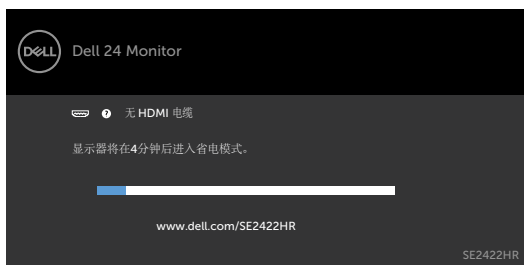 DELL
Dell 24 Monitor
无 HDMI 电缆
显示器将在4分钟后进入省电模式。
www.dell.com/SE2422HR
SE2422HR